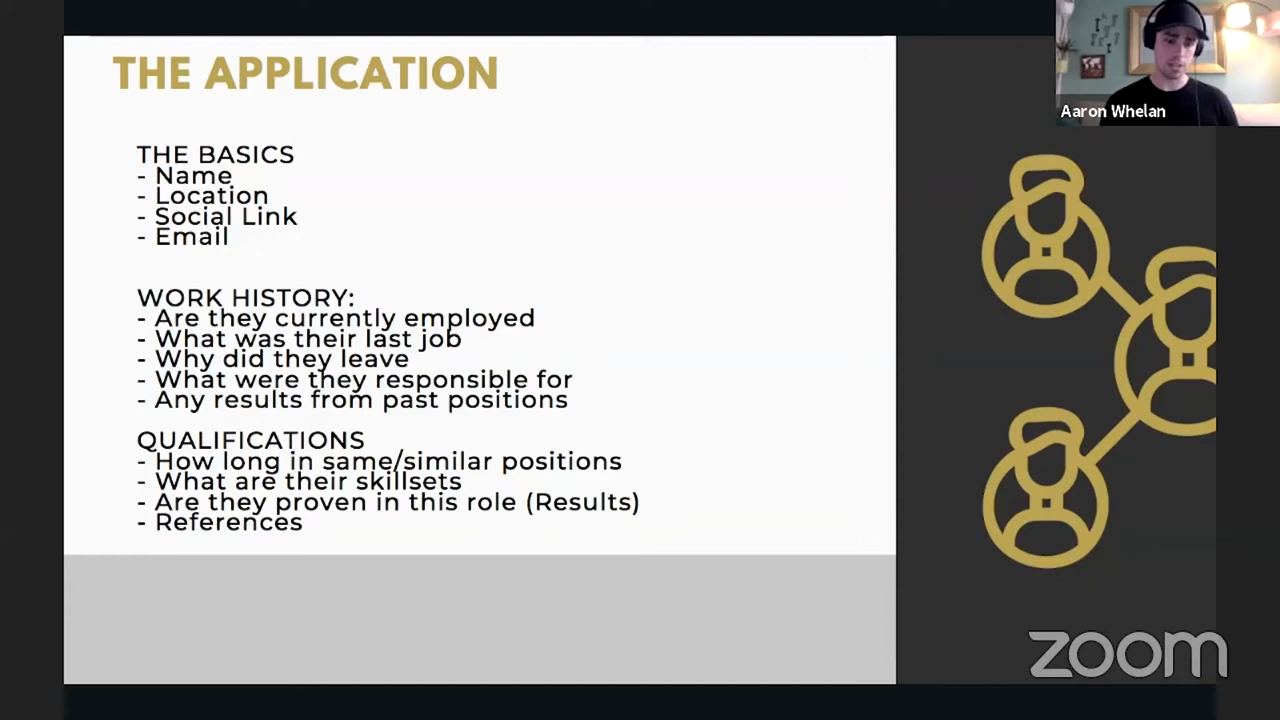 THE APPLICATION
THE BASICS
- Name
- Location
- Social Link
- Email
WORK HISTORY:
- Are they currently employed
- What was their last job
- Why did they leave
- What were they responsible for
- Any results from past positions
QUALIFICATIONS
- How long in same/similar positions
- What are their skillsets
- Are they proven in this role (Results)
- References
Aaron Whelan
zoom